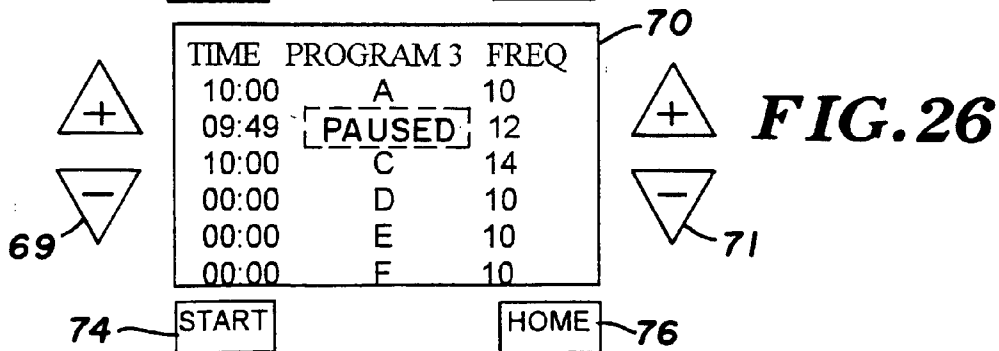 70
TIME PROGRAM 3 FREQ
10:00 A 10
+ 09:49 PAUSED 12 + FIG.26
10:00 C 14
- 00:00 D 10 -
69 00:00 E 10 71
00:00 F 10
74 START HOME 76